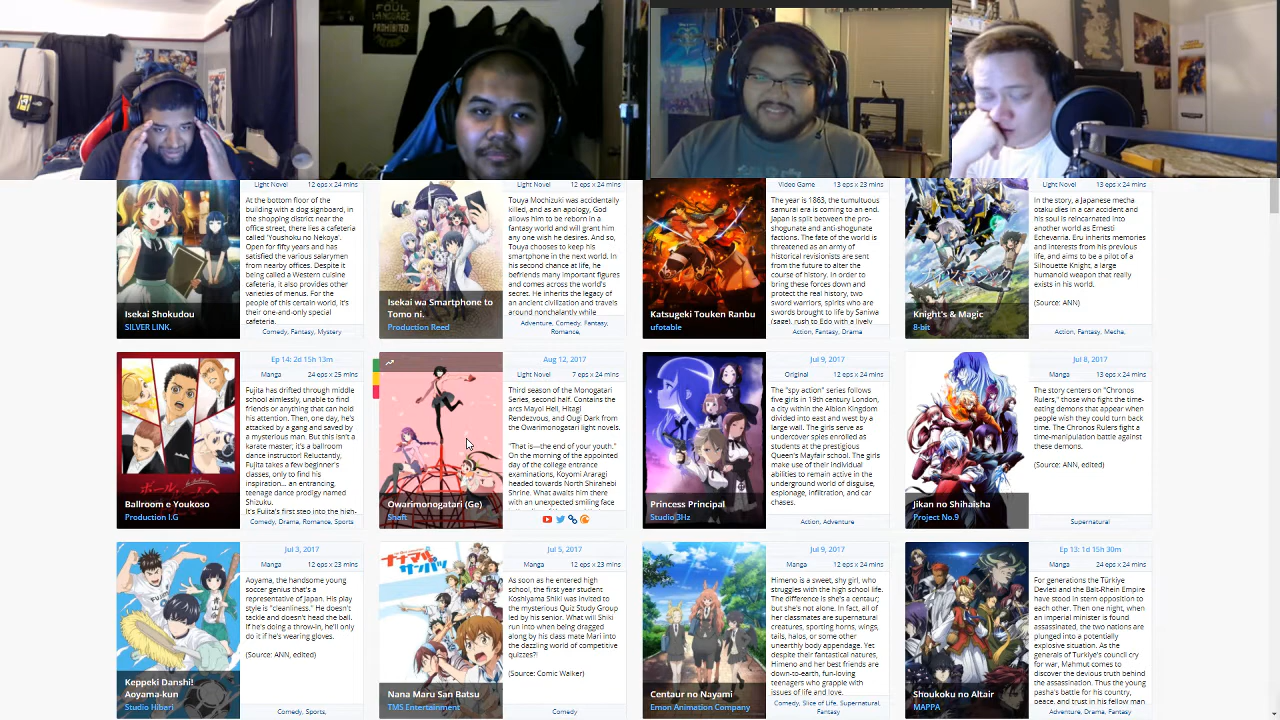 FOUL
LANGUAGE
PROHIBITED
Light Novel 12 eps x 24 mins
At the bottom floor of the
building with a dog signboard, in
the shopping district near the
office street, there lies a cafeteria
called "Youshoku no Nekoya".
Open for fifty years and has
satisfied the various salarymen
from nearby offices. Despite it
being called a Western cuisine
cafeteria, it also provides other
varieties of menus. For the
people of this certain world, it's
their one-and-only special
cafeteria.
Isekai Shokudou
SILVER LINK.
Comedy, Fantasy, Mystery
Light Novel 12 eps x 24 mins
Touya Mochizuki was accidentally
killed, and as an apology, God
allows him to be reborn in a
fantasy world and will grant him
any one wish he desires. And so,
Touya chooses to keep his
smartphone in the next world. In
his second chance at life, he
befriends many important figures
and comes across the world's
secrets. He inherits the legacy of
an ancient civilization and travels
around nonchalantly while
Isekai wa Smartphone to
Tomo ni.
Production Reed
Adventure, Comedy, Fantasy,
Romance,
Video Game 13 eps x 23 mins
The year is 1863, the tumultuous
samurai era is coming to an end.
Japan is split between the pro-
shogunate and anti-shogunate
factions. The fate of the world is
threatened as an army of
historical revisionists are sent
from the future to alter the
course of history. In order to
bring these forces down and
protect the real history, two
sword warriors, spirits who are
swords brought to life by Saniwa
(sage), rush to Edo with a lively
Katsugeki Touken Ranbu
ufotable
Action, Fantasy, Drama
Light Novel 13 eps x 24 mins
In the story, a Japanese mecha
otaku dies in a car accident and
his soul is reincarnated into
another world as Ernesti
Echevarria. Eru inherits memories
and interests from his previous
life, and aims to be a pilot of a
Silhouette Knight, a large
humanoid weapon that really
exists in his world.
(Source: ANN)
ナイツ&マジック
Knight's & Magic
8-bit
Action, Fantasy, Mecha,
Ep 14: 2d 15h 13m
Manga 24 eps x 25 mins
Fujita has drifted through middle
school aimlessly, unable to find
friends or anything that can hold
his attention. Then, one day, he's
attacked by a gang and saved by
a mysterious man. But this isn't a
karate master; it's a ballroom
dance instructor! Reluctantly,
Fujita takes a few beginner's
classes, only to find his
inspiration... an entrancing,
teenage dance prodigy named
Shizuku.
It's Fujita's first step into the high-
Ballroom e Youkoso
Production I.G
Comedy, Drama, Romance, Sports
Aug 12, 2017
Light Novel 7 eps x 24 mins
Third season of the Monogatari
Series, second half. Contains the
arcs Mayoi Hell, Hitagi
Rendezvous, and Ougi Dark from
the Owarimonogatari light novels.
"That is—the end of your youth."
On the morning of the appointed
day of the college entrance
examinations, Koyomi Araragi
headed towards North Shirahebi
Shrine. What awaits him there
with an unexpected smiling face
Owarimonogatari (Ge)
Shaft
Jul 9, 2017
Original 12 eps x 24 mins
The "spy action" series follows
five girls in 19th century London,
a city within the Albion Kingdom
divided into east and west by a
large wall. The girls serve as
undercover spies enrolled as
students at the prestigious
Queen's Mayfair school. The girls
make use of their individual
abilities to remain active in the
underground world of disguise,
espionage, infiltration, and car
chases.
Princess Principal
Studio 3Hz
Action, Adventure
Jul 8, 2017
Manga 13 eps x 24 mins
The story centers on "Chronos
Rulers," those who fight the time-
eating demons that appear when
people wish they could turn back
time. The Chronos Rulers fight a
time-manipulation battle against
these demons.
(Source: ANN, edited)
Jikan no Shihaisha
Project No.9
Supernatural
Jul 3, 2017
Manga 12 eps x 23 mins
Aoyama, the handsome young
soccer genius that's a
representative of Japan. His play
style is "cleanliness." He doesn't
tackle and doesn't head the ball.
If he's doing a throw-in, he'll only
do it if he's wearing gloves.
(Source: ANN, edited)
Keppeki Danshi!
Aoyama-kun
Studio Hibari
Comedy, Sports,
Jul 5, 2017
Manga 12 eps x 23 mins
As soon as he entered high
school, the first year student
Koshiyama Shiki was invited to
the mysterious Quiz Study Group
led by his senior. What will Shiki
run into when being dragged
along by his class mate Mari into
the dazzling world of competitive
quizzes?!
(Source: Comic Walker)
ナナマルサンバツ
Nana Maru San Batsu
TMS Entertainment
Comedy
Jul 9, 2017
Manga 12 eps x 24 mins
Himeno is a sweet, shy girl, who
struggles with the high school life.
The difference is she's a centaur;
but she's not alone. In fact, all of
her classmates are supernatural
creatures, sporting horns, wings,
tails, halos, or some other
unearthly body appendage. Yet
despite their fantastical natures,
Himeno and her best friends are
down-to-earth, fun-loving
teenagers who grapple with
issues of life and love.
Centaur no Nayami
Emon Animation Company
Comedy, Slice of Life, Supernatural,
Fantasy
Ep 13: 1d 15h 30m
Manga 24 eps x 24 mins
For generations the Türkiye
Devleti and the Balt-Rhein Empire
have stood in stern opposition to
each other. Then one night, when
an imperial minister is found
assassinated, the two nations are
plunged into a potentially
explosive situation. As the
generals of Turkiye's council cry
for war, Mahmut comes to
discover the devious truth behind
the assassination. Thus the young
pasha's battle for his country,
Shoukoku no Altair
MAPPA
Adventure, Drama, Fantasy